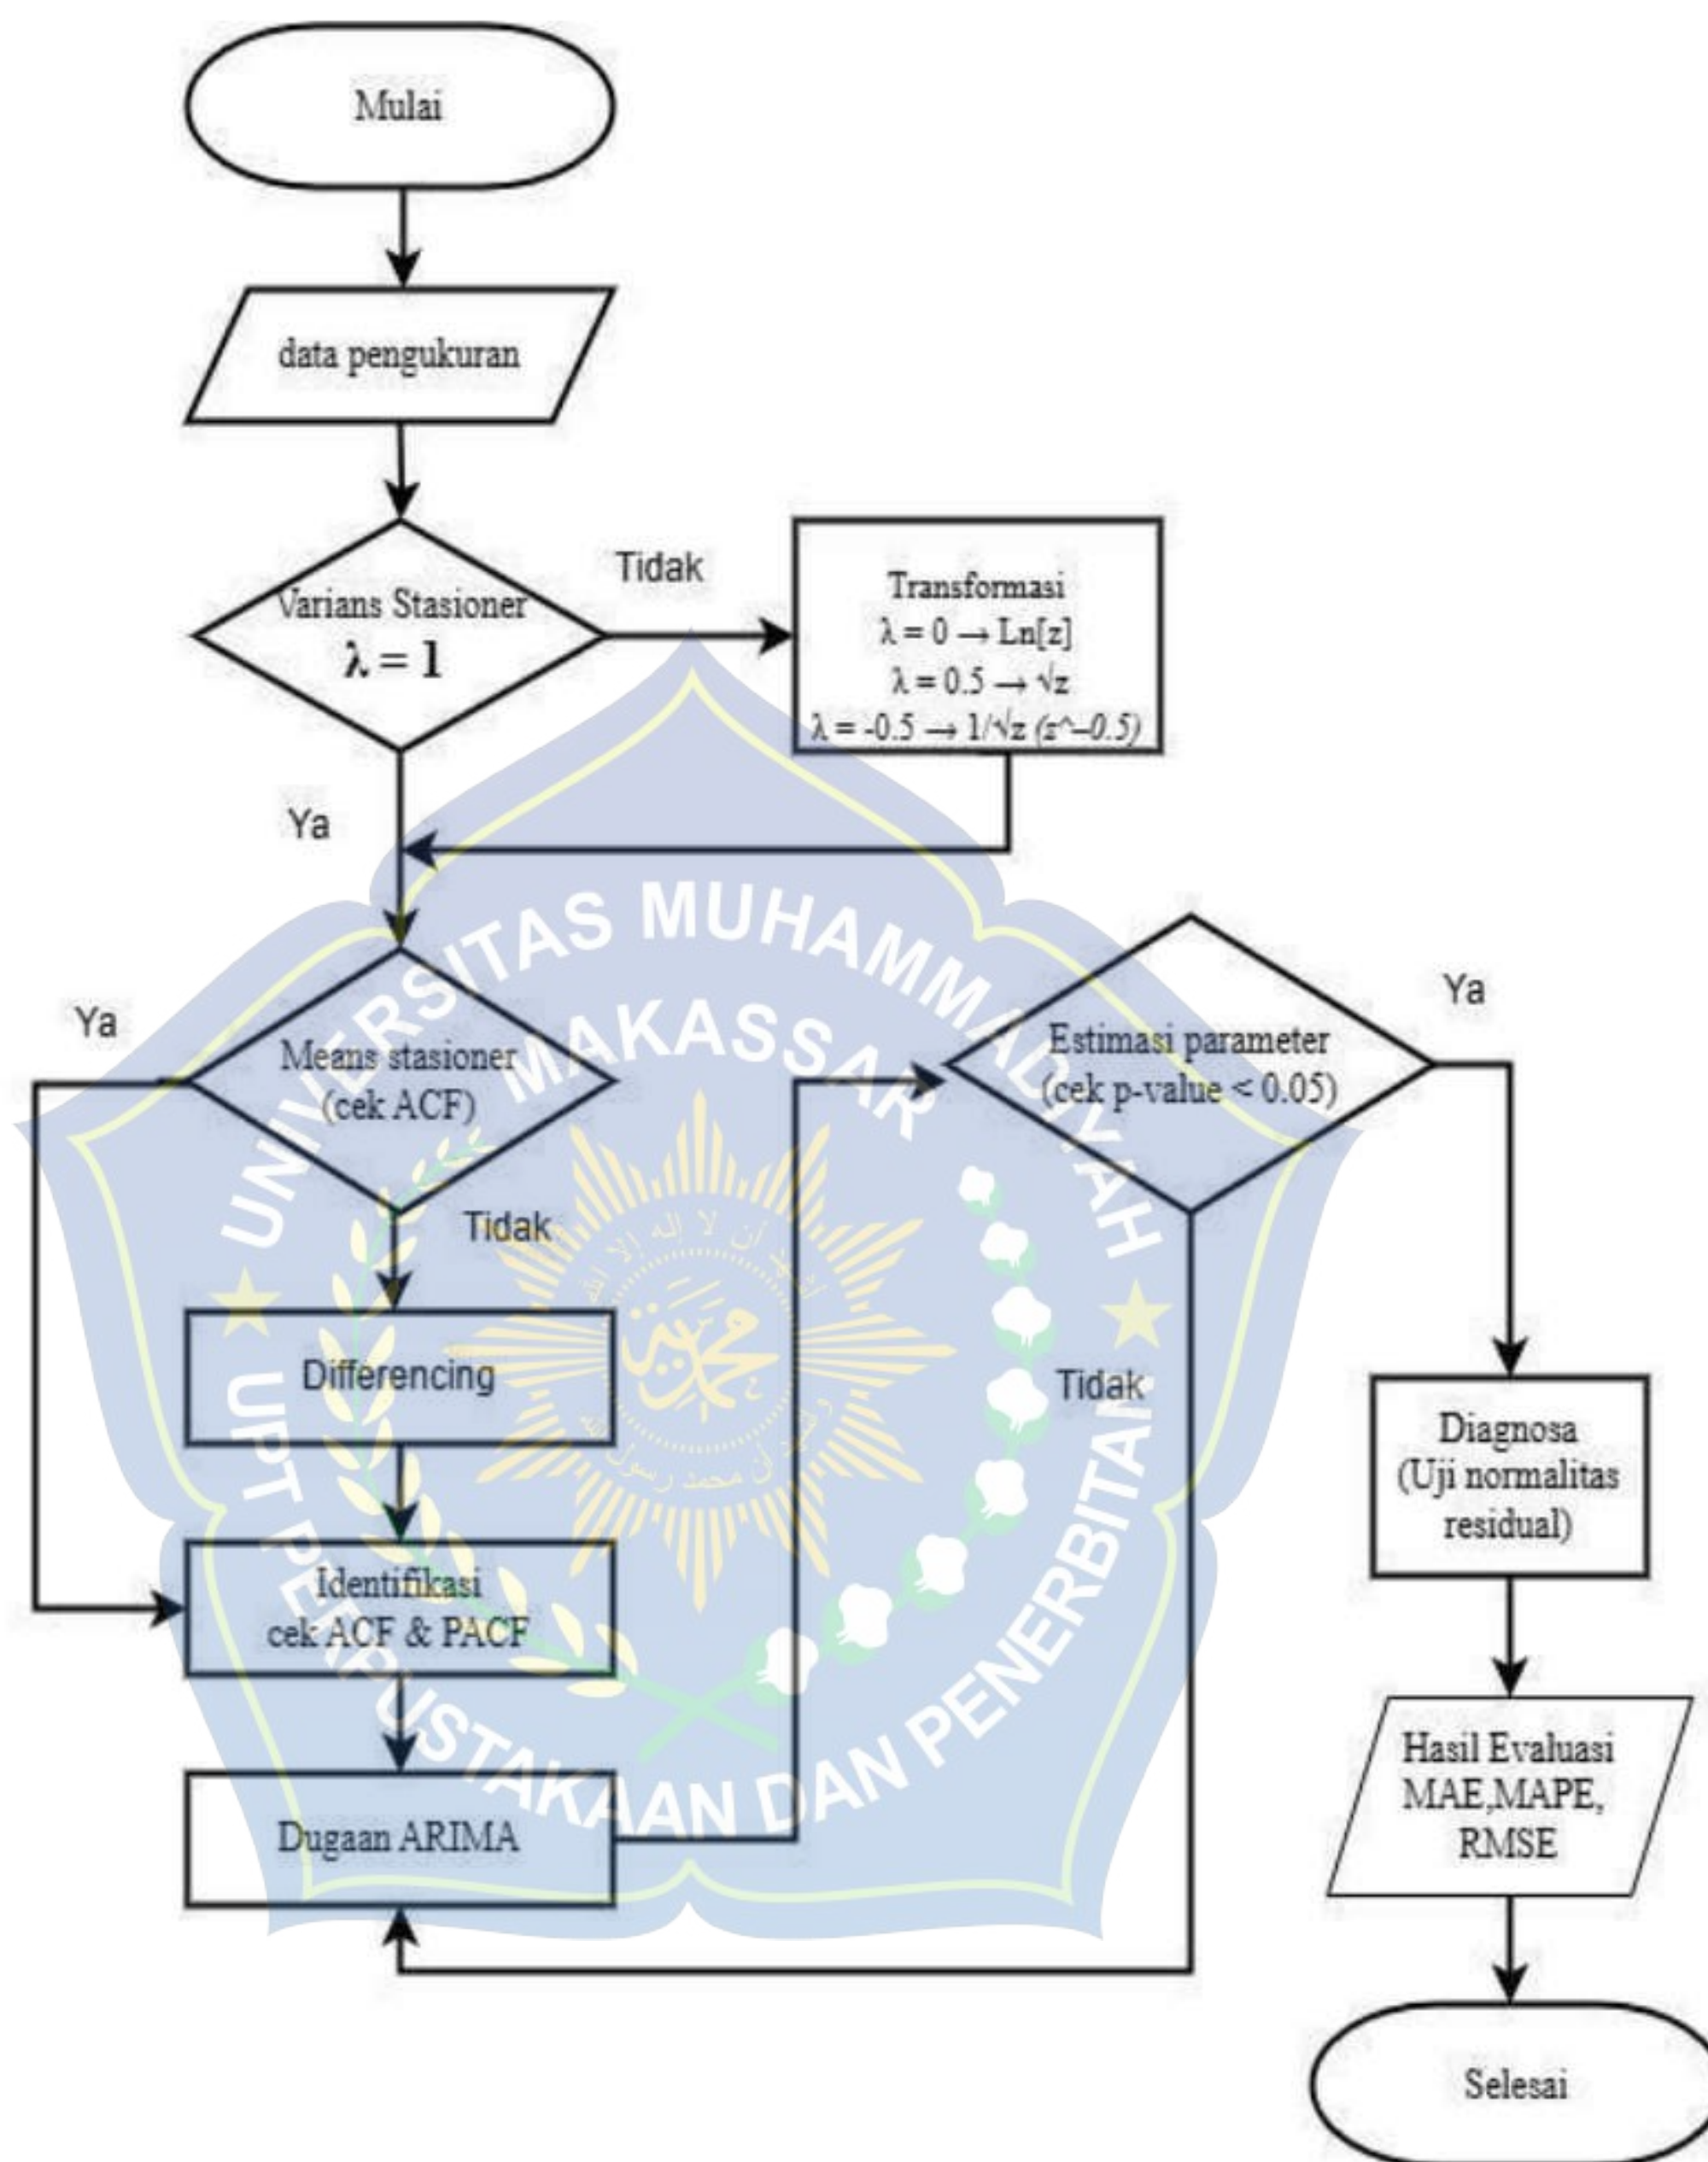 Mulai
data pengukuran
Varians Stasioner
λ = 1
Tidak
Transformasi
λ = 0 → Ln[z]
λ = 0.5 → √z
λ = -0.5 → 1/√z (z^–0.5)
Ya
Means stasioner
(cek ACF)
Ya
Tidak
Differencing
Identifikasi
cek ACF & PACF
Dugaan ARIMA
Estimasi parameter
(cek p-value < 0.05)
Ya
Tidak
Diagnosa
(Uji normalitas
residual)
Hasil Evaluasi
MAE,MAPE,
RMSE
Selesai
UNIVERSITAS MUHAMMADIYAH
MAKASSAR
UPT PERPUSTAKAAN DAN PENERBITAN
محمدية